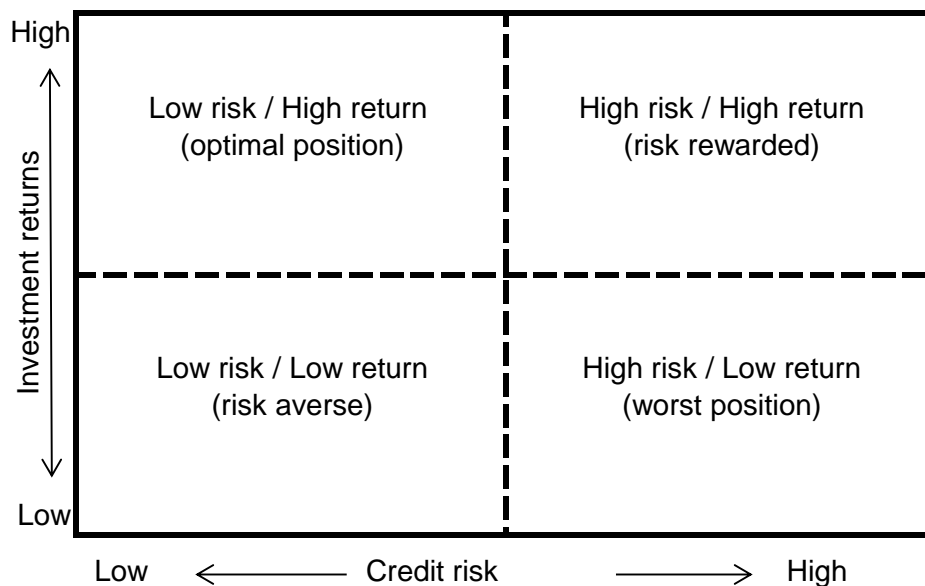 High
Low risk / High return
(optimal position)
High risk / High return
(risk rewarded)
Investment returns
Low risk / Low return
(risk averse)
High risk / Low return
(worst position)
Low
Low
Credit risk
High